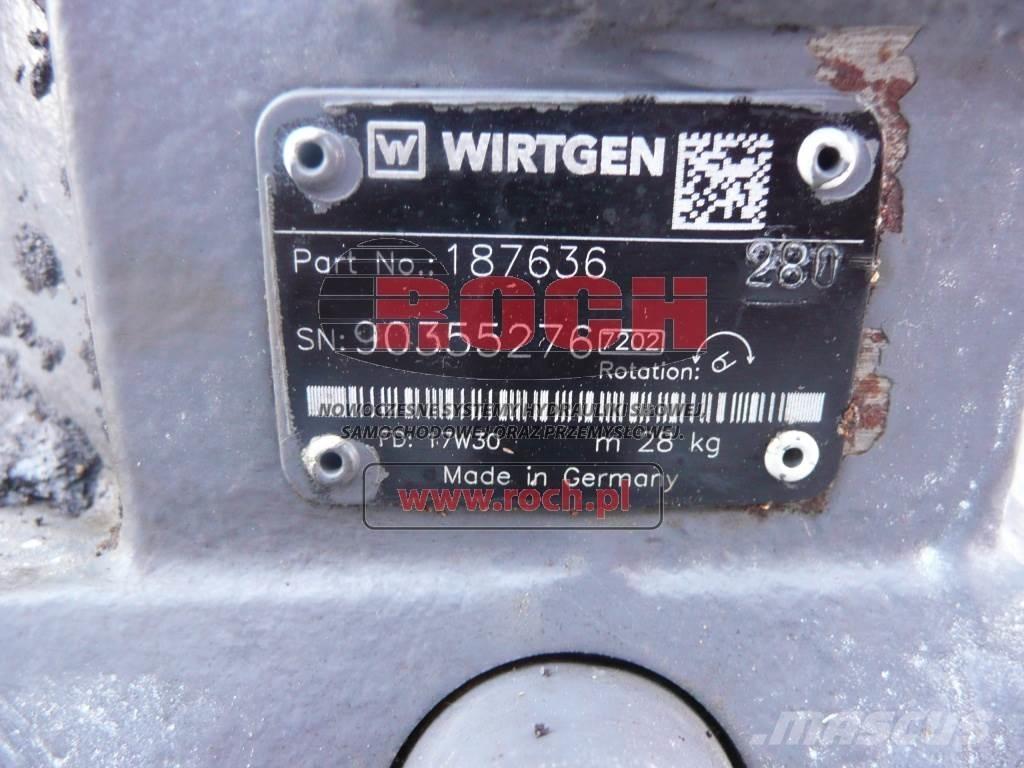 W WIRTGEN
Part No.: 187636
280
ROCH
SN: 90355276 7202
Rotation:
NOWOCZESNE SYSTEMY HYDRAULIKI SIŁOWEJ,
SAMOCHODOWEJ ORAZ PRZEMYSŁOWEJ.
PD: 17W30
m 28 kg
Made in Germany
www.roch.pl
MASCUS